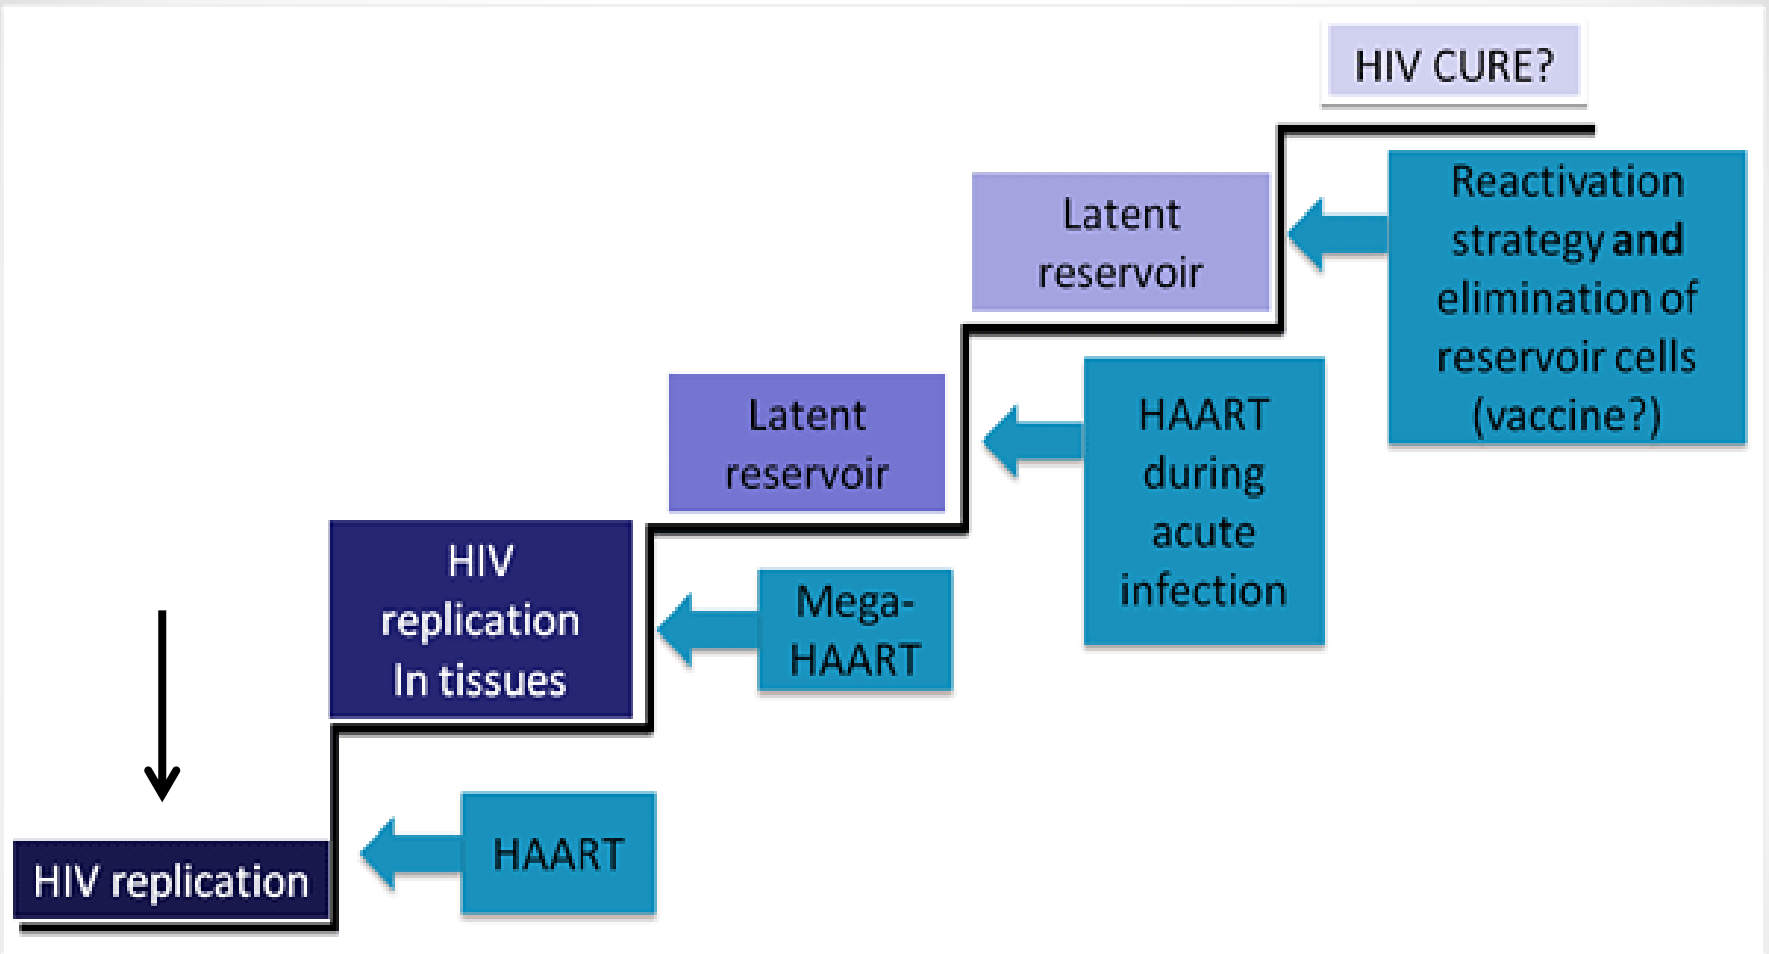 HIV CURE?
Latent
reservoir
Reactivation
strategy and
elimination of
reservoir cells
(vaccine?)
Latent
reservoir
HAART
during
acute
infection
HIV
replication
In tissues
Mega-
HAART
HIV replication
HAART